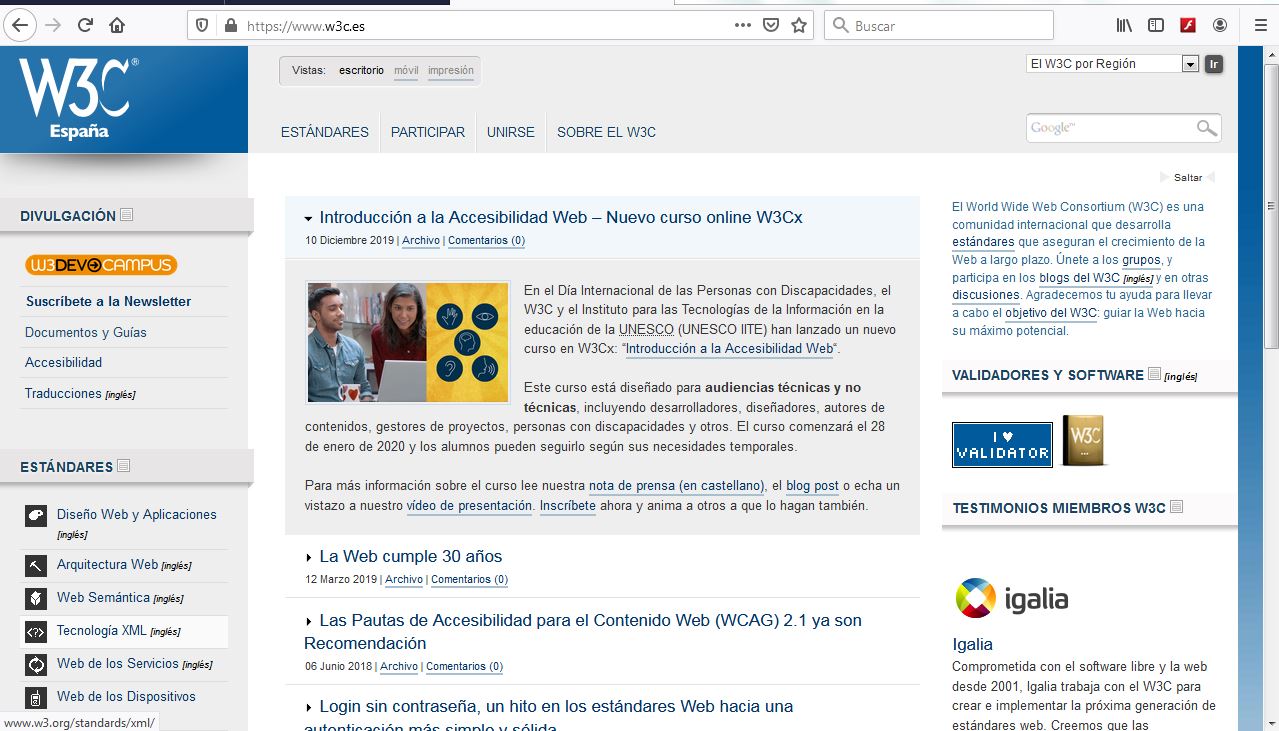 https://www.w3c.es
Buscar
W3C®
España
Vistas: escritorio móvil impresión
El W3C por Región
Ir
ESTÁNDARES
PARTICIPAR
UNIRSE
SOBRE EL W3C
Google™
DIVULGACIÓN
W3DEVCAMPUS
Suscríbete a la Newsletter
Documentos y Guías
Accesibilidad
Traducciones [inglés]
ESTÁNDARES
Diseño Web y Aplicaciones
[inglés]
Arquitectura Web [inglés]
Web Semántica [inglés]
Tecnología XML [inglés]
Web de los Servicios [inglés]
Web de los Dispositivos
www.w3.org/standards/xml/
Introducción a la Accesibilidad Web – Nuevo curso online W3Cx
10 Diciembre 2019 | Archivo | Comentarios (0)
En el Día Internacional de las Personas con Discapacidades, el
W3C y el Instituto para las Tecnologías de la Información en la
educación de la UNESCO (UNESCO IITE) han lanzado un nuevo
curso en W3Cx: “Introducción a la Accesibilidad Web“.
Este curso está diseñado para audiencias técnicas y no
técnicas, incluyendo desarrolladores, diseñadores, autores de
contenidos, gestores de proyectos, personas con discapacidades y otros. El curso comenzará el 28
de enero de 2020 y los alumnos pueden seguirlo según sus necesidades temporales.
Para más información sobre el curso lee nuestra nota de prensa (en castellano), el blog post o echa un
vistazo a nuestro vídeo de presentación. Inscríbete ahora y anima a otros a que lo hagan también.
La Web cumple 30 años
12 Marzo 2019 | Archivo | Comentarios (0)
Las Pautas de Accesibilidad para el Contenido Web (WCAG) 2.1 ya son
Recomendación
06 Junio 2018 | Archivo | Comentarios (0)
Login sin contraseña, un hito en los estándares Web hacia una
autenticación más simple y sólida
Saltar
El World Wide Web Consortium (W3C) es una
comunidad internacional que desarrolla
estándares que aseguran el crecimiento de la
Web a largo plazo. Únete a los grupos, y
participa en los blogs del W3C [inglés] y en otras
discusiones. Agradecemos tu ayuda para llevar
a cabo el objetivo del W3C: guiar la Web hacia
su máximo potencial.
VALIDADORES Y SOFTWARE [inglés]
I ♥
VALIDATOR
W3C
...
TESTIMONIOS MIEMBROS W3C
igalia
Igalia
Comprometida con el software libre y la web
desde 2001, Igalia trabaja con el W3C para
crear e implementar la próxima generación de
estándares web. Creemos que las